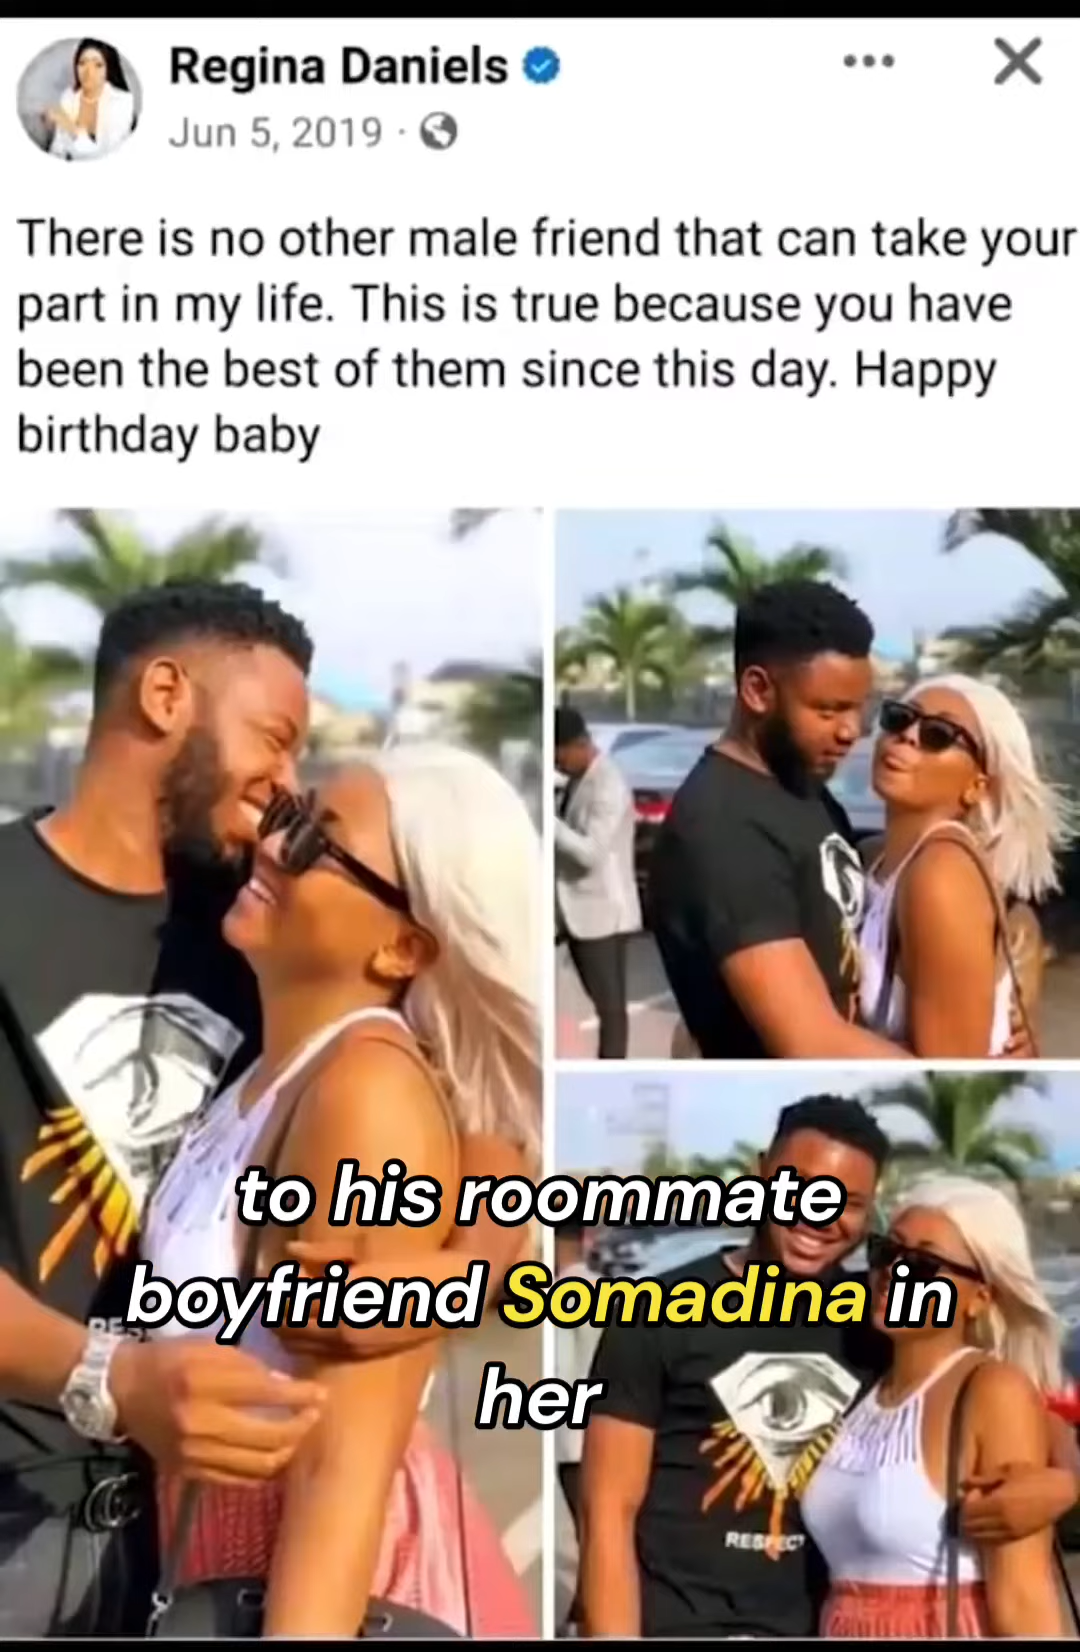 Regina Daniels
Jun 5, 2019 ·
There is no other male friend that can take your
part in my life. This is true because you have
been the best of them since this day. Happy
birthday baby
to his roommate
boyfriend Somadina in
her
RES
RESPECT